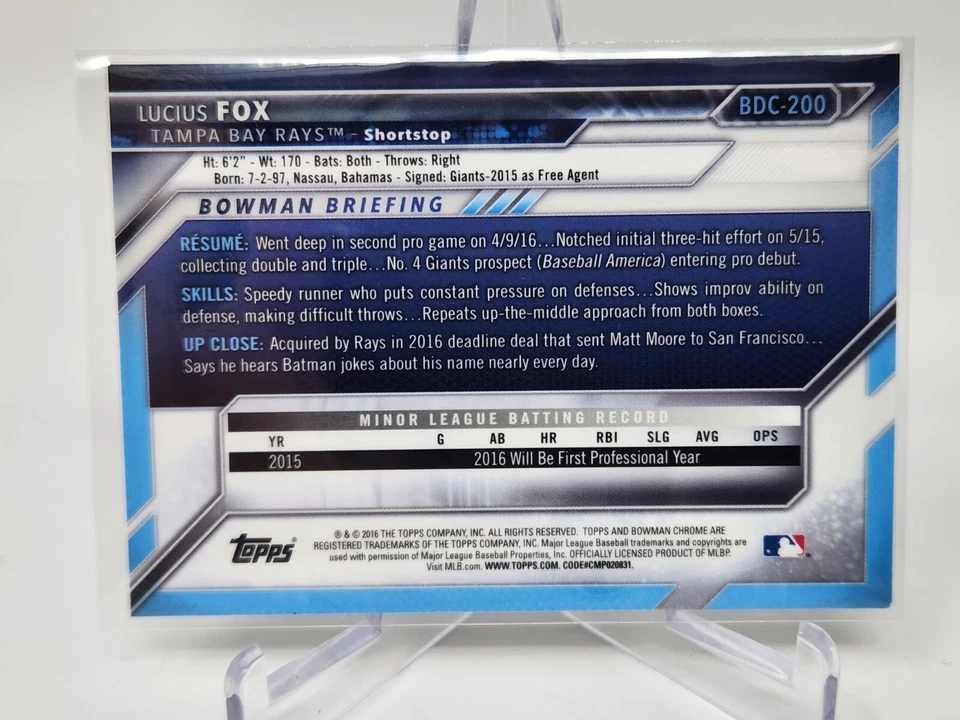 LUCIUS FOX
BDC-200
TAMPA BAY RAYS™ - Shortstop
Ht: 6'2" - Wt: 170 - Bats: Both - Throws: Right
Born: 7-2-97, Nassau, Bahamas - Signed: Giants-2015 as Free Agent
BOWMAN BRIEFING
RÉSUMÉ: Went deep in second pro game on 4/9/16...Notched initial three-hit effort on 5/15,
collecting double and triple...No. 4 Giants prospect (Baseball America) entering pro debut.
SKILLS: Speedy runner who puts constant pressure on defenses...Shows improv ability on
defense, making difficult throws...Repeats up-the-middle approach from both boxes.
UP CLOSE: Acquired by Rays in 2016 deadline deal that sent Matt Moore to San Francisco...
Says he hears Batman jokes about his name nearly every day.
MINOR LEAGUE BATTING RECORD
YR G AB HR RBI SLG AVG OPS
2015 2016 Will Be First Professional Year
Topps
® & © 2016 THE TOPPS COMPANY, INC. ALL RIGHTS RESERVED. TOPPS AND BOWMAN CHROME ARE
REGISTERED TRADEMARKS OF THE TOPPS COMPANY, INC. Major League Baseball trademarks and copyrights are
used with permission of Major League Baseball Properties, Inc. OFFICIALLY LICENSED PRODUCT OF MLBP.
Visit MLB.com. WWW.TOPPS.COM. CODE#CMP020831.